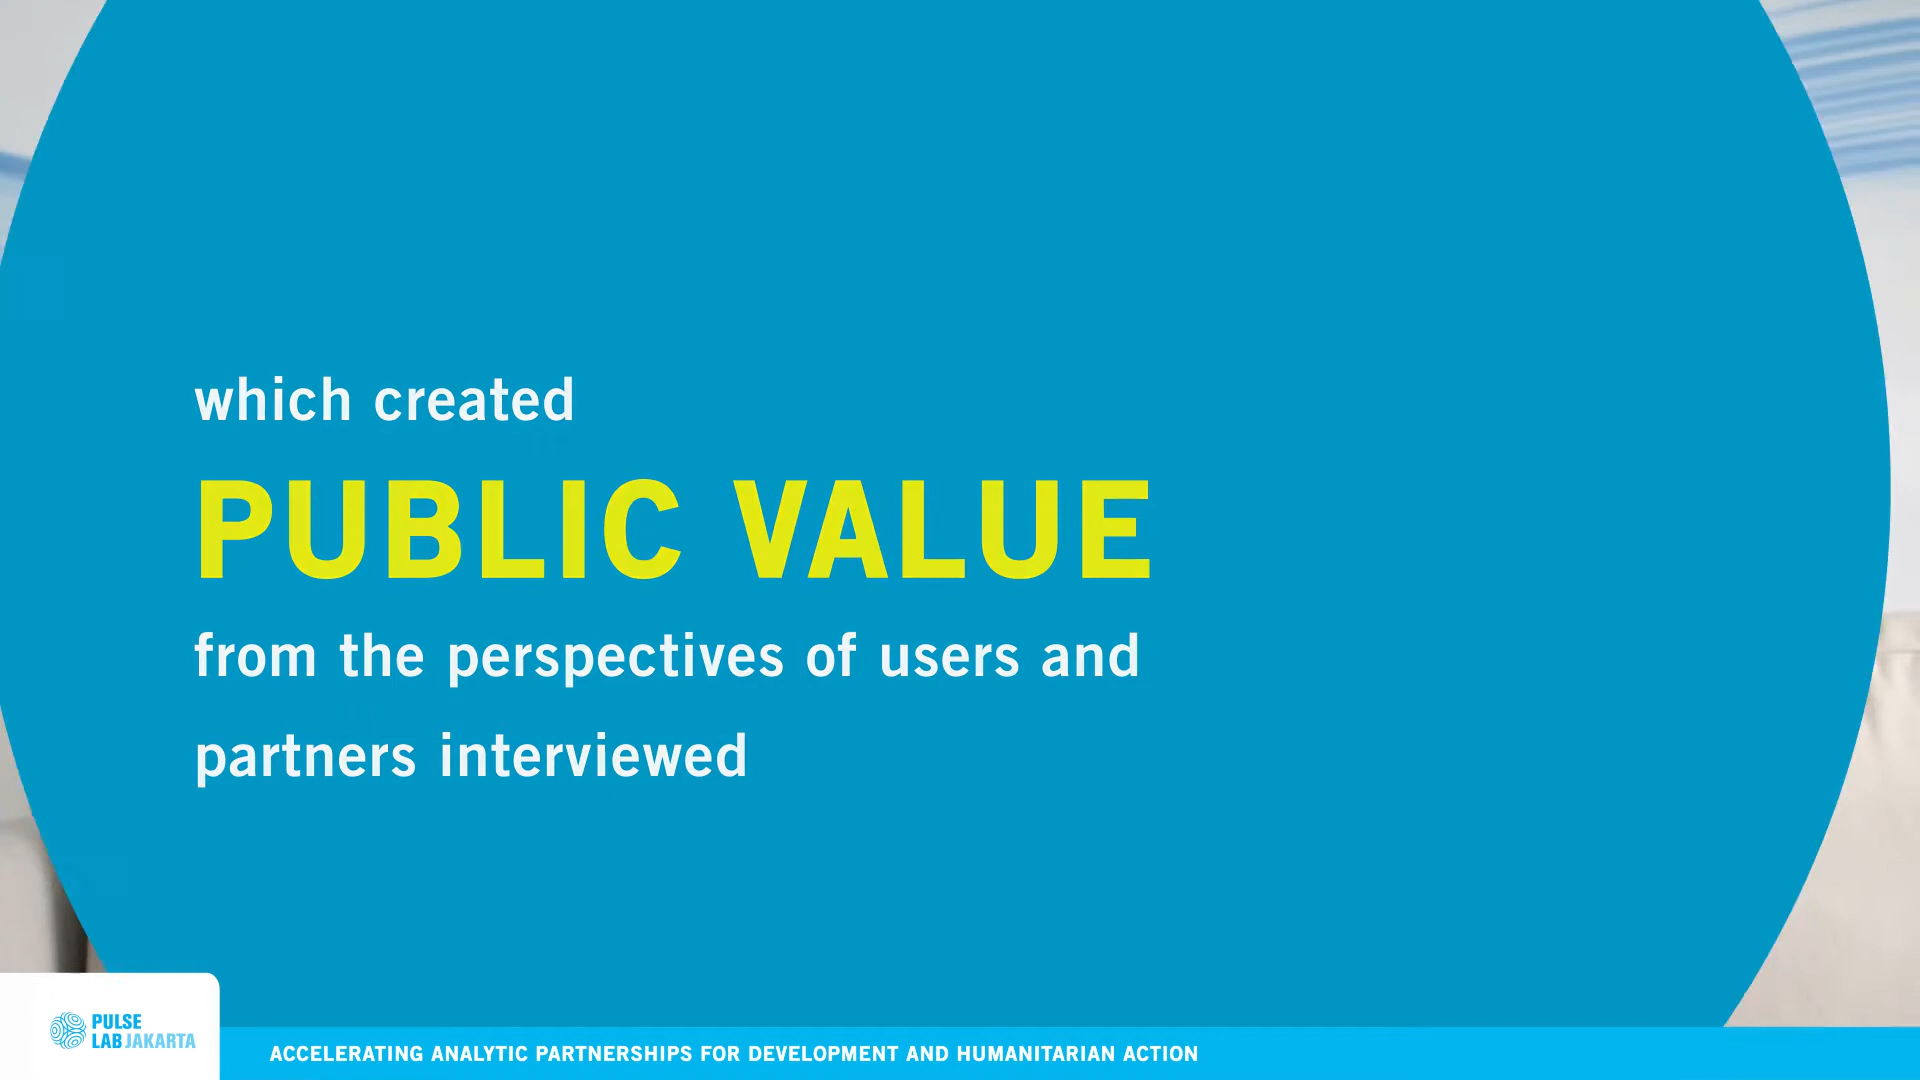 which created
PUBLIC VALUE
from the perspectives of users and
partners interviewed
PULSE
LAB JAKARTA
ACCELERATING ANALYTIC PARTNERSHIPS FOR DEVELOPMENT AND HUMANITARIAN ACTION